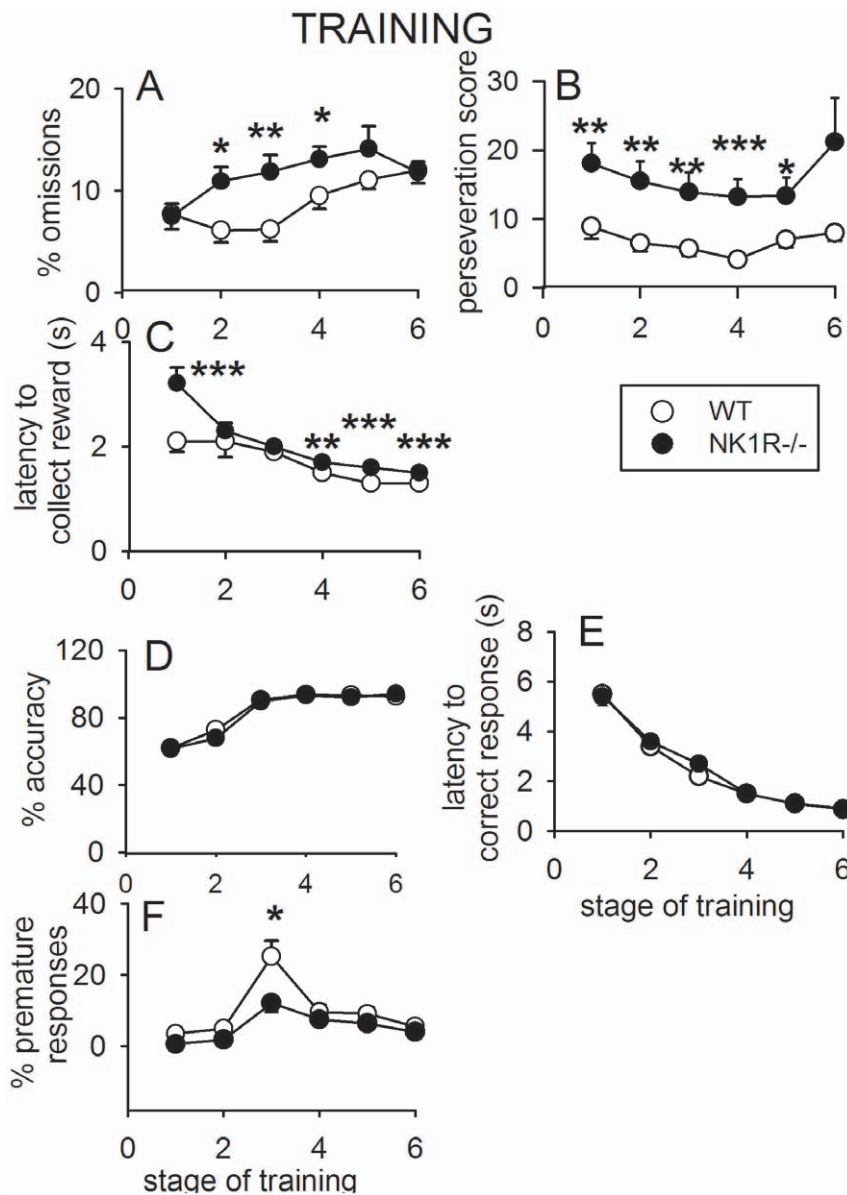 TRAINING
A
% omissions
20
10
0
* ** *
0 2 4 6
B
perseveration score
30
20
10
0
** ** ** *** *
0 2 4 6
C
latency to
collect reward (s)
4
2
0
*** ** *** ***
0 2 4 6
WT
NK1R-/-
D
% accuracy
120
80
40
0
0 2 4 6
E
latency to
correct response (s)
8
6
4
2
0
0 2 4 6
stage of training
F
% premature
responses
40
20
0
*
0 2 4 6
stage of training